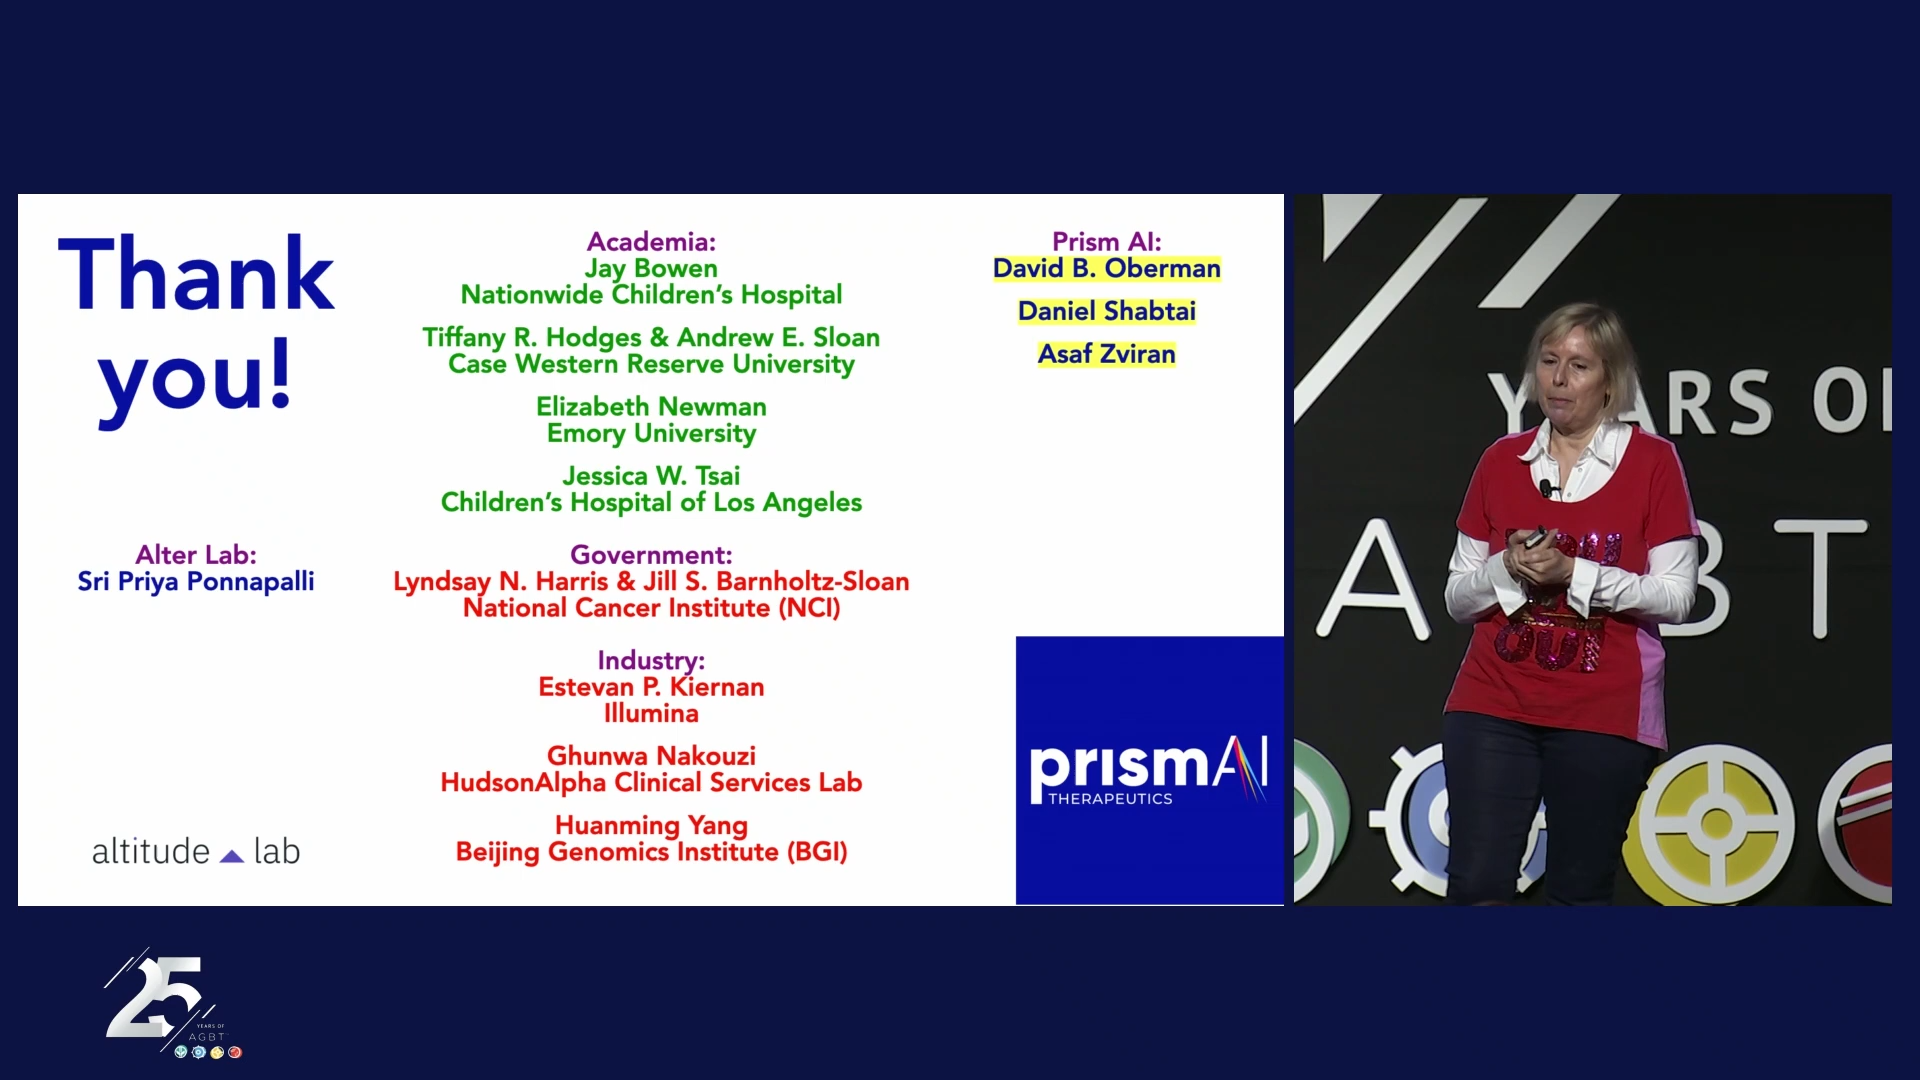 Thank
you!
Alter Lab:
Sri Priya Ponnapalli
altitude lab
Academia:
Jay Bowen
Nationwide Children's Hospital
Tiffany R. Hodges & Andrew E. Sloan
Case Western Reserve University
Elizabeth Newman
Emory University
Jessica W. Tsai
Children's Hospital of Los Angeles
Government:
Lyndsay N. Harris & Jill S. Barnholtz-Sloan
National Cancer Institute (NCI)
Industry:
Estevan P. Kiernan
Illumina
Ghunwa Nakouzi
HudsonAlpha Clinical Services Lab
Huanming Yang
Beijing Genomics Institute (BGI)
Prism AI:
David B. Oberman
Daniel Shabtai
Asaf Zviran
prismAI
THERAPEUTICS
ARS
A BT
OUT
25
YEARS OF
AGBT